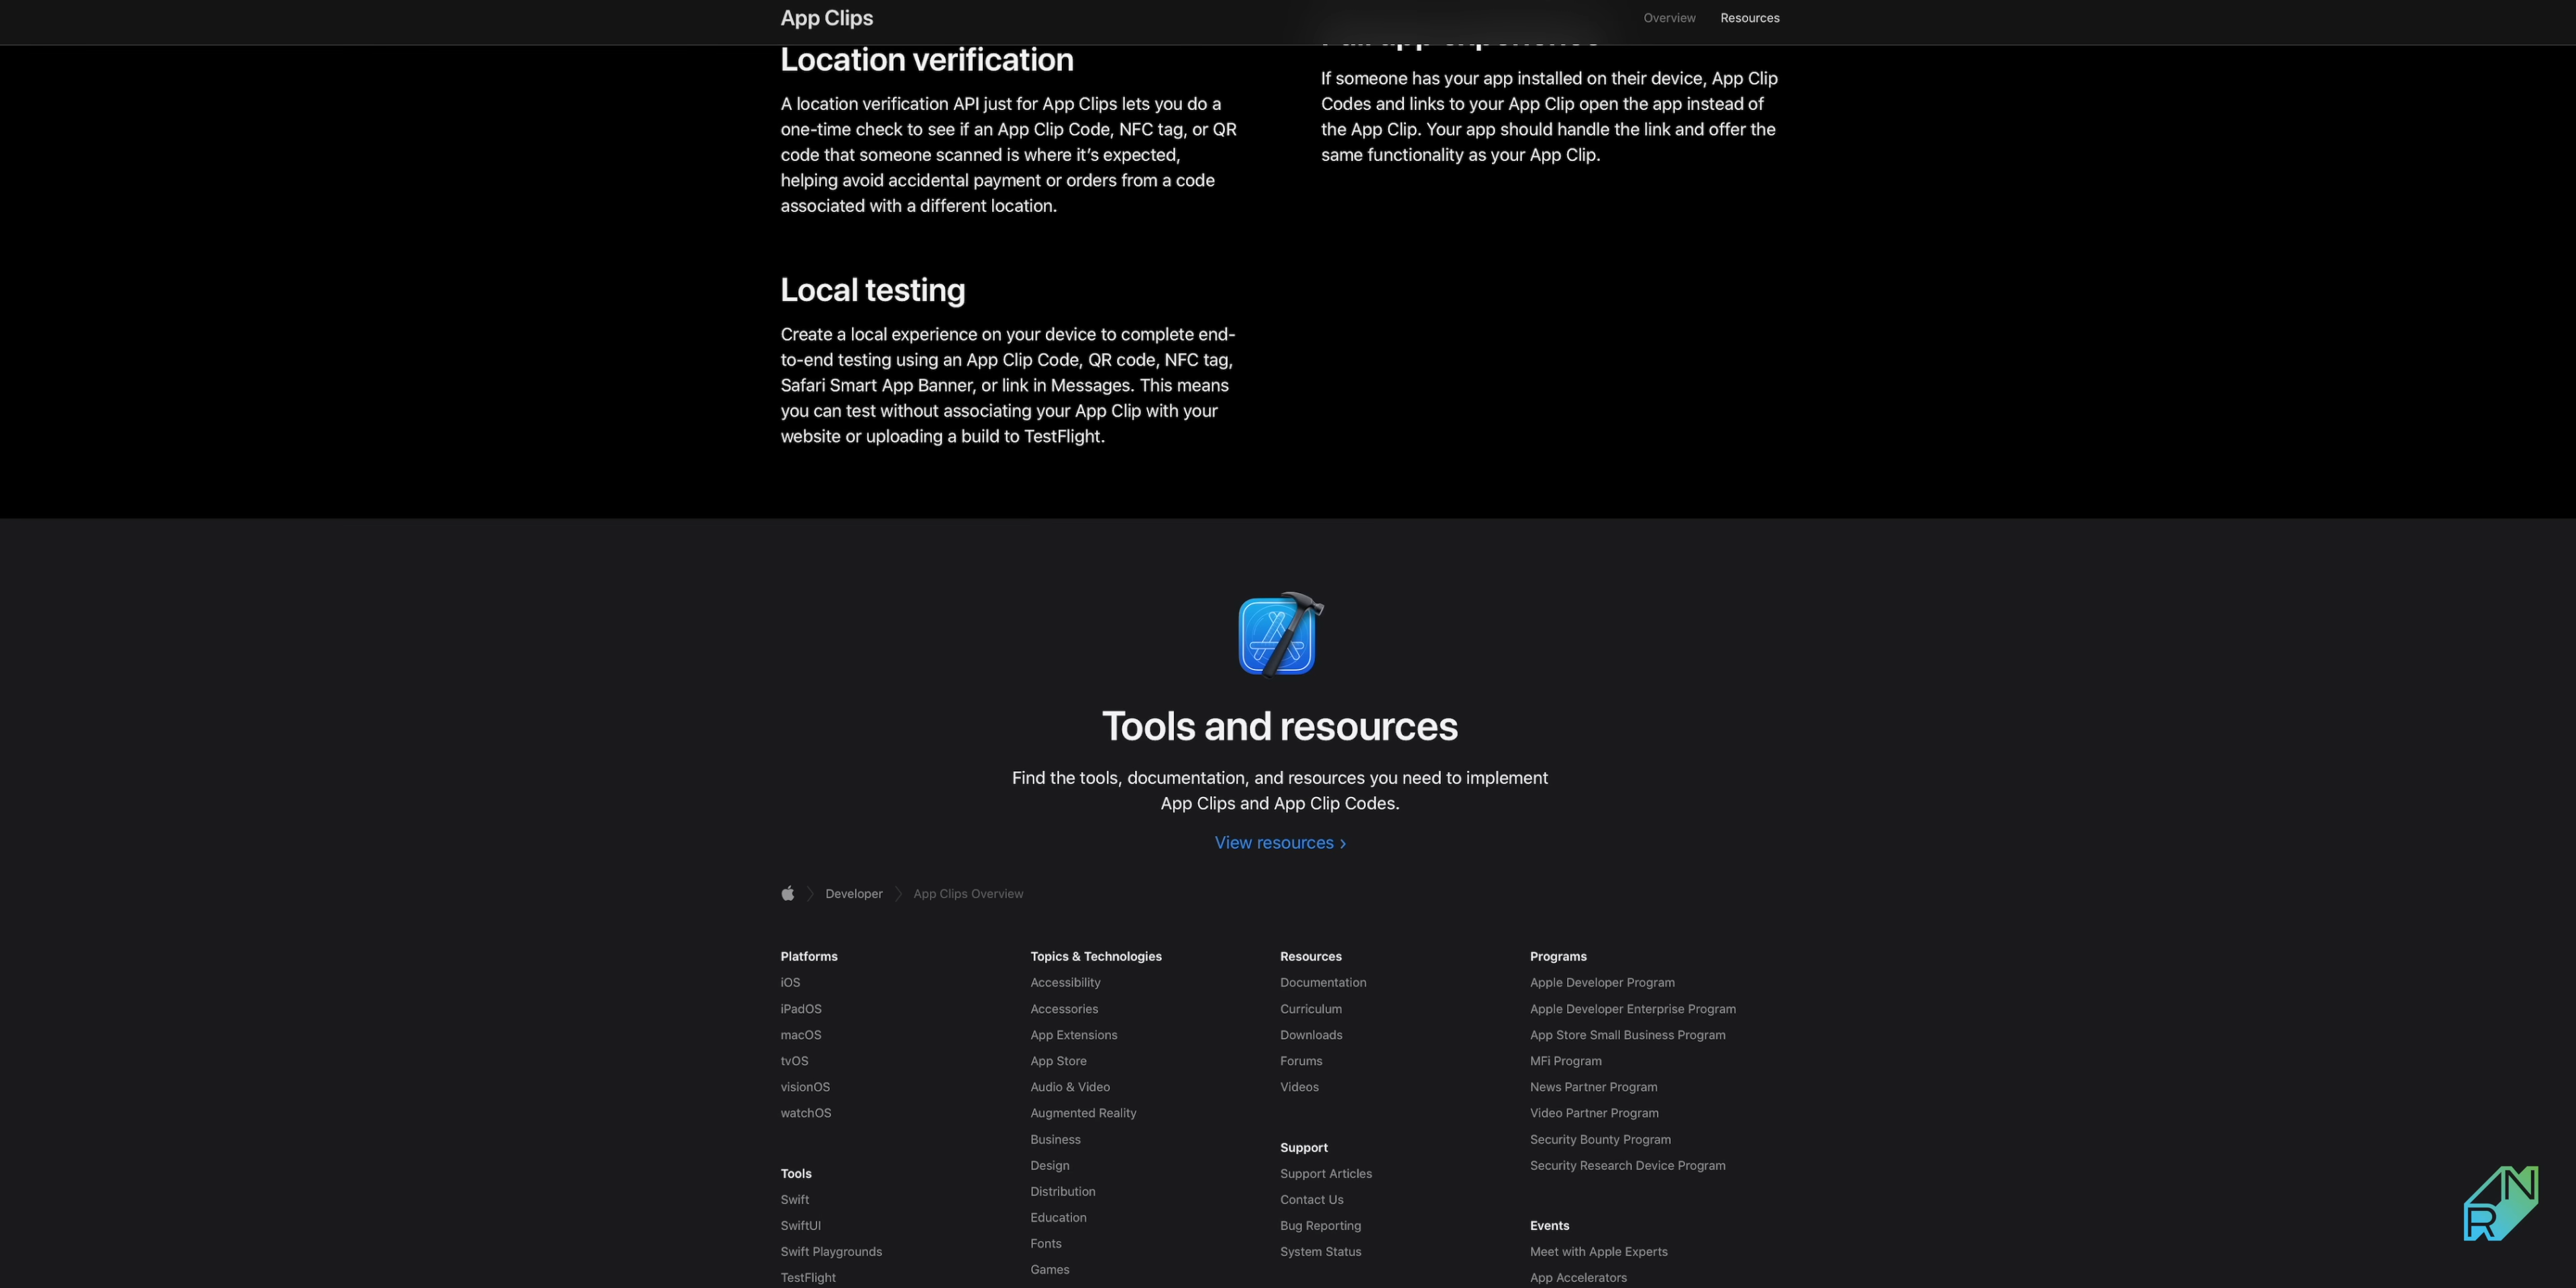 App Clips
Overview
Resources
Location verification
A location verification API just for App Clips lets you do a
one-time check to see if an App Clip Code, NFC tag, or QR
code that someone scanned is where it’s expected,
helping avoid accidental payment or orders from a code
associated with a different location.
Local testing
Create a local experience on your device to complete end-
to-end testing using an App Clip Code, QR code, NFC tag,
Safari Smart App Banner, or link in Messages. This means
you can test without associating your App Clip with your
website or uploading a build to TestFlight.
If someone has your app installed on their device, App Clip
Codes and links to your App Clip open the app instead of
the App Clip. Your app should handle the link and offer the
same functionality as your App Clip.
Tools and resources
Find the tools, documentation, and resources you need to implement
App Clips and App Clip Codes.
View resources ›
Developer
App Clips Overview
Platforms
iOS
iPadOS
macOS
tvOS
visionOS
watchOS
Tools
Swift
SwiftUI
Swift Playgrounds
TestFlight
Topics & Technologies
Accessibility
Accessories
App Extensions
App Store
Audio & Video
Augmented Reality
Business
Design
Distribution
Education
Fonts
Games
Resources
Documentation
Curriculum
Downloads
Forums
Videos
Support
Support Articles
Contact Us
Bug Reporting
System Status
Programs
Apple Developer Program
Apple Developer Enterprise Program
App Store Small Business Program
MFi Program
News Partner Program
Video Partner Program
Security Bounty Program
Security Research Device Program
Events
Meet with Apple Experts
App Accelerators
RN